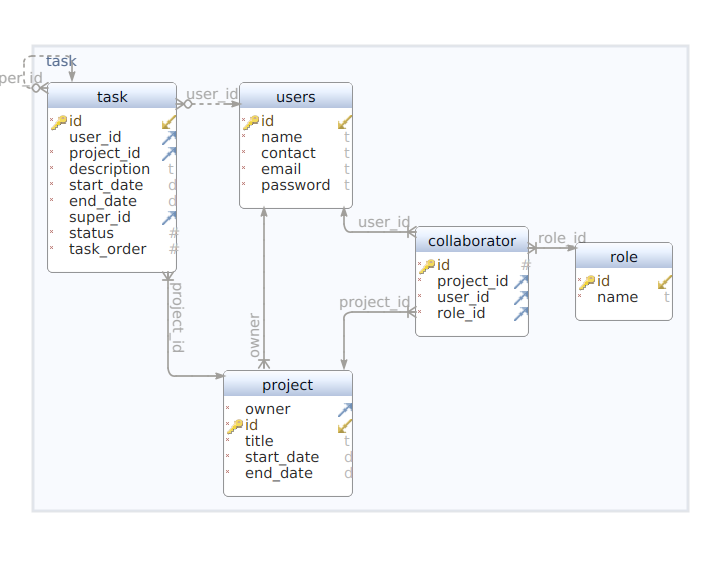 task
per_id
task
id
user_id
project_id
description t
start_date d
end_date d
super_id
status #
task_order #
user_id
users
id
name t
contact t
email t
password t
user_id
collaborator
id #
project_id
user_id
role_id
role_id
role
id
name t
project_id
owner
project_id
project
owner
id
title t
start_date d
end_date d